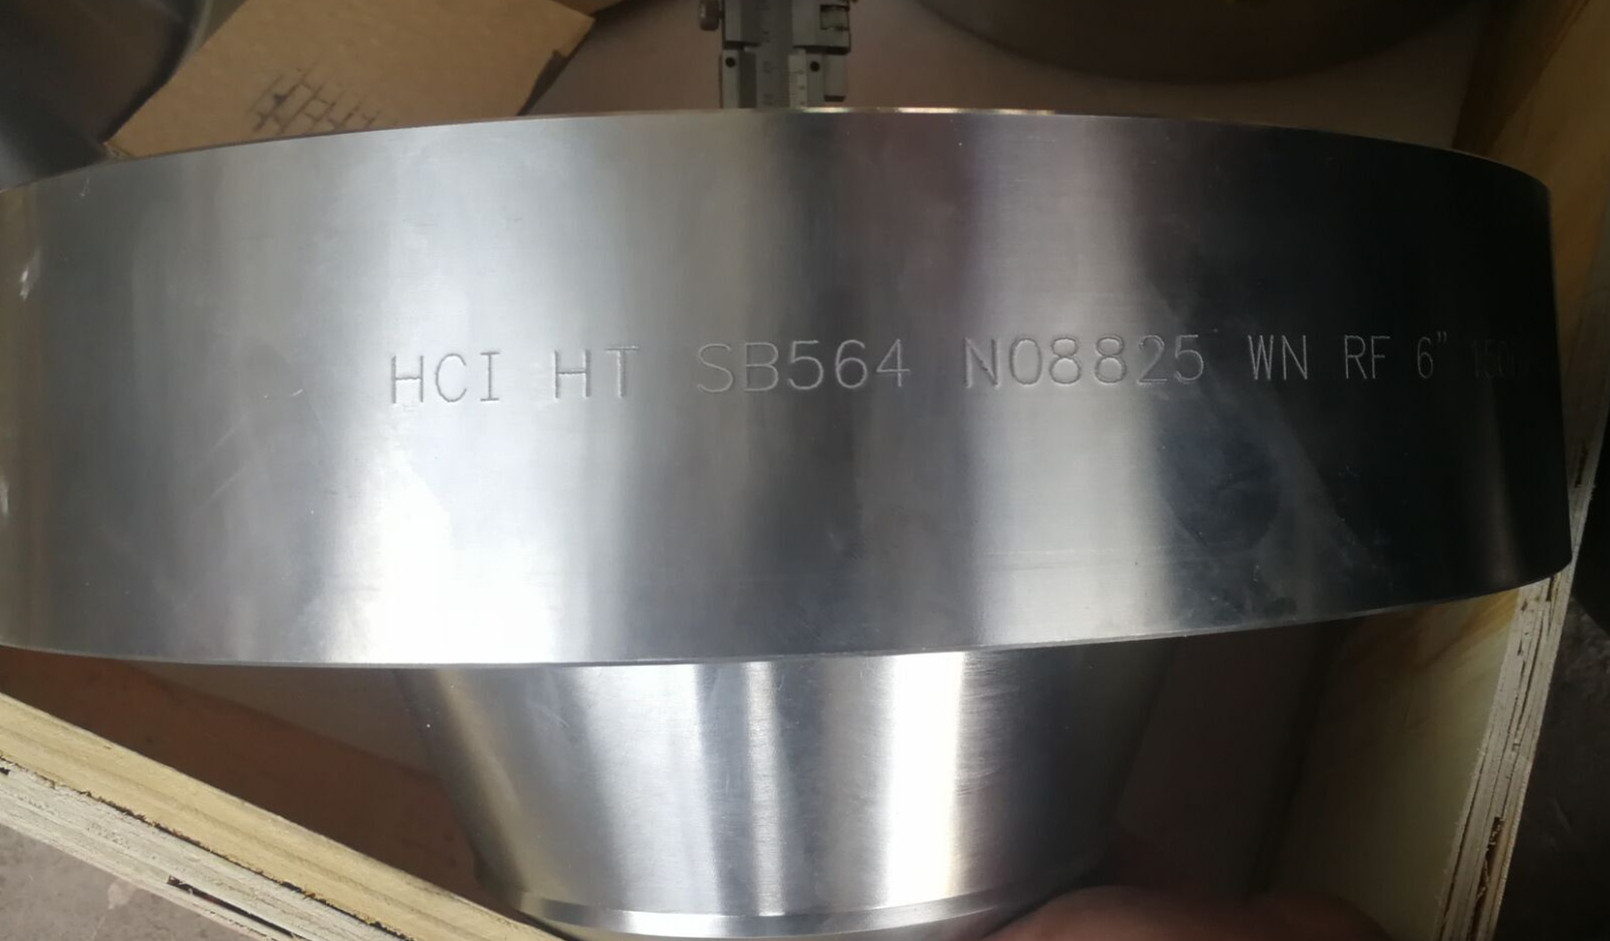 HCI HT SB564 N08825 WN RF 6"